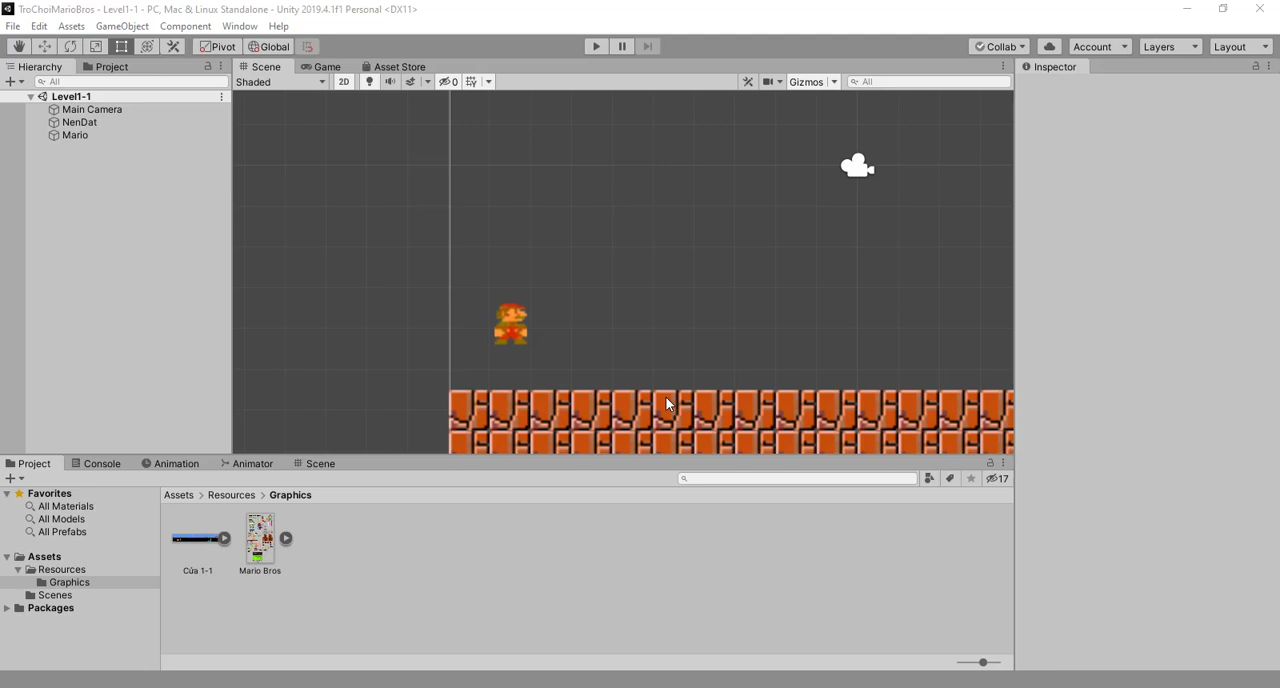 TroChoiMarioBros - Level1-1 - PC, Mac & Linux Standalone - Unity 2019.4.1f1 Personal <DX11>
File Edit Assets GameObject Component Window Help
Pivot Global Collab Account Layers Layout
Hierarchy Project Scene Game Asset Store Inspector
All Shaded 2D 0 Gizmos All
Level1-1
Main Camera
NenDat
Mario
Project Console Animation Animator Scene
17
Favorites
All Materials
All Models
All Prefabs
Assets
Resources
Graphics
Scenes
Packages
Assets > Resources > Graphics
Cửa 1-1 Mario Bros